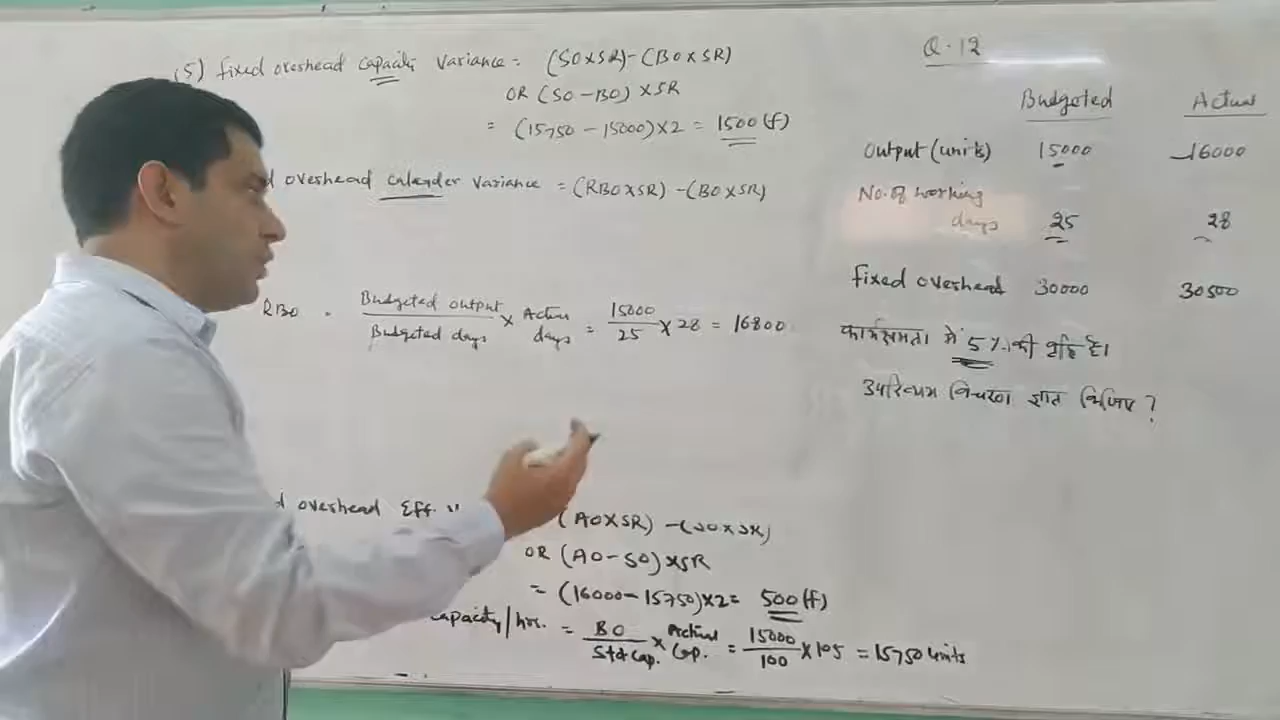 (5) fixed overhead capacity variance = (SO×SR)-(BO×SR)
OR (SO-BO)×SR
= (15750-15000)×2 = 1500(f)
overhead calender variance = (RBO×SR)-(BO×SR)
RBO = Budgeted output / Budgeted days × Actual days = 15000/25 × 28 = 16800
overhead Eff.
(AO×SR)-(SO×SR)
OR (AO-SO)×SR
= (16000-15750)×2= 500(f)
capacity/hrs. = BO / Std cap. × Actual Cap. = 15000/100 × 105 = 15750 units
Q.12
Budgeted Actual
Output (units) 15000 16000
No. of working
days 25 28
fixed overhead 30000 30500
कार्यक्षमता में 5% की वृद्धि है।
उपरिव्यय विचरण ज्ञात किजिए ?